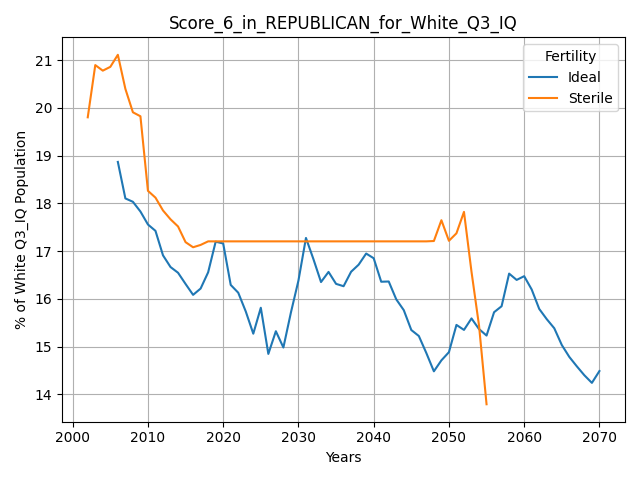 Score_6_in_REPUBLICAN_for_White_Q3_IQ
Fertility
Ideal
Sterile
% of White Q3_IQ Population
21
20
19
18
17
16
15
14
2000
2010
2020
2030
2040
2050
2060
2070
Years